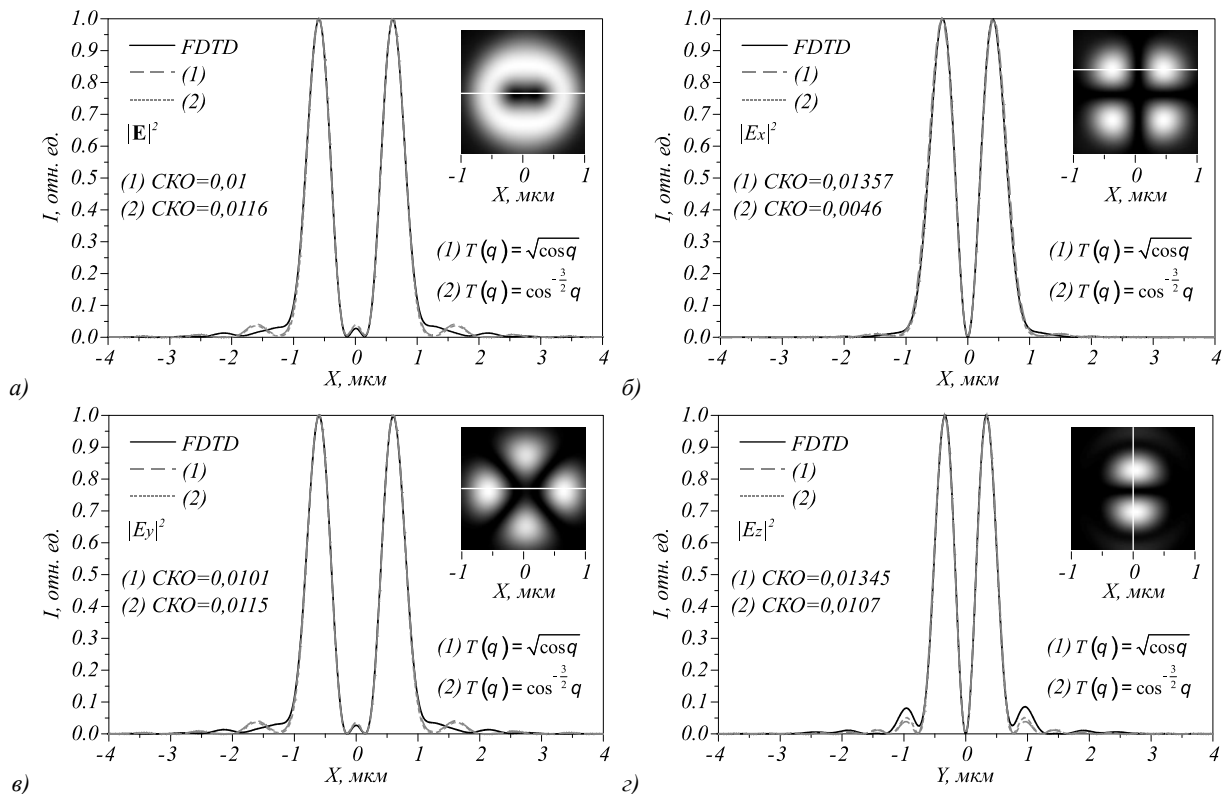 1.0
0.9
0.8
0.7
0.6
0.5
0.4
0.3
0.2
0.1
0.0
I, отн. ед.
FDTD
(1)
(2)
|E|²
(1) СКО=0,01
(2) СКО=0,0116
-1 0 1
X, мкм
(1) T(q)=√cosq
(2) T(q)=cos^{-3/2}q
-4 -3 -2 -1 0 1 2 3 4
X, мкм
а)
1.0
0.9
0.8
0.7
0.6
0.5
0.4
0.3
0.2
0.1
0.0
I, отн. ед.
FDTD
(1)
(2)
|Ex|²
(1) СКО=0,01357
(2) СКО=0,0046
-1 0 1
X, мкм
(1) T(q)=√cosq
(2) T(q)=cos^{-3/2}q
-4 -3 -2 -1 0 1 2 3 4
X, мкм
б)
1.0
0.9
0.8
0.7
0.6
0.5
0.4
0.3
0.2
0.1
0.0
I, отн. ед.
FDTD
(1)
(2)
|Ey|²
(1) СКО=0,0101
(2) СКО=0,0115
-1 0 1
X, мкм
(1) T(q)=√cosq
(2) T(q)=cos^{-3/2}q
-4 -3 -2 -1 0 1 2 3 4
X, мкм
в)
1.0
0.9
0.8
0.7
0.6
0.5
0.4
0.3
0.2
0.1
0.0
I, отн. ед.
FDTD
(1)
(2)
|Ez|²
(1) СКО=0,01345
(2) СКО=0,0107
-1 0 1
X, мкм
(1) T(q)=√cosq
(2) T(q)=cos^{-3/2}q
-4 -3 -2 -1 0 1 2 3 4
Y, мкм
г)